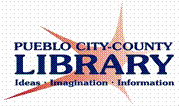 PUEBLO CITY-COUNTY
LIBRARY
Ideas · Imagination · Information